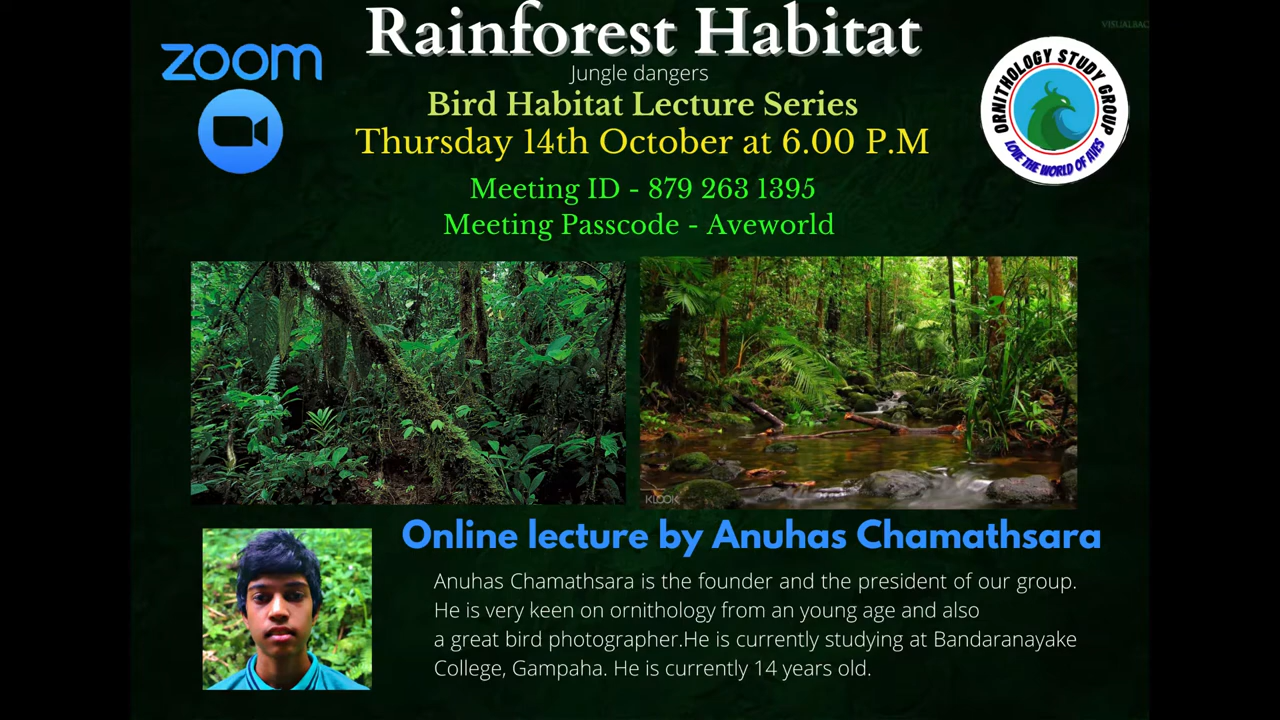 Rainforest Habitat
VISUALBAC
zoom
Jungle dangers
Bird Habitat Lecture Series
Thursday 14th October at 6.00 P.M
ORNITHOLOGY STUDY GROUP
LOVE THE WORLD OF AVES
Meeting ID - 879 263 1395
Meeting Passcode - Aveworld
KLOOK
Online lecture by Anuhas Chamathsara
Anuhas Chamathsara is the founder and the president of our group.
He is very keen on ornithology from an young age and also
a great bird photographer.He is currently studying at Bandaranayake
College, Gampaha. He is currently 14 years old.